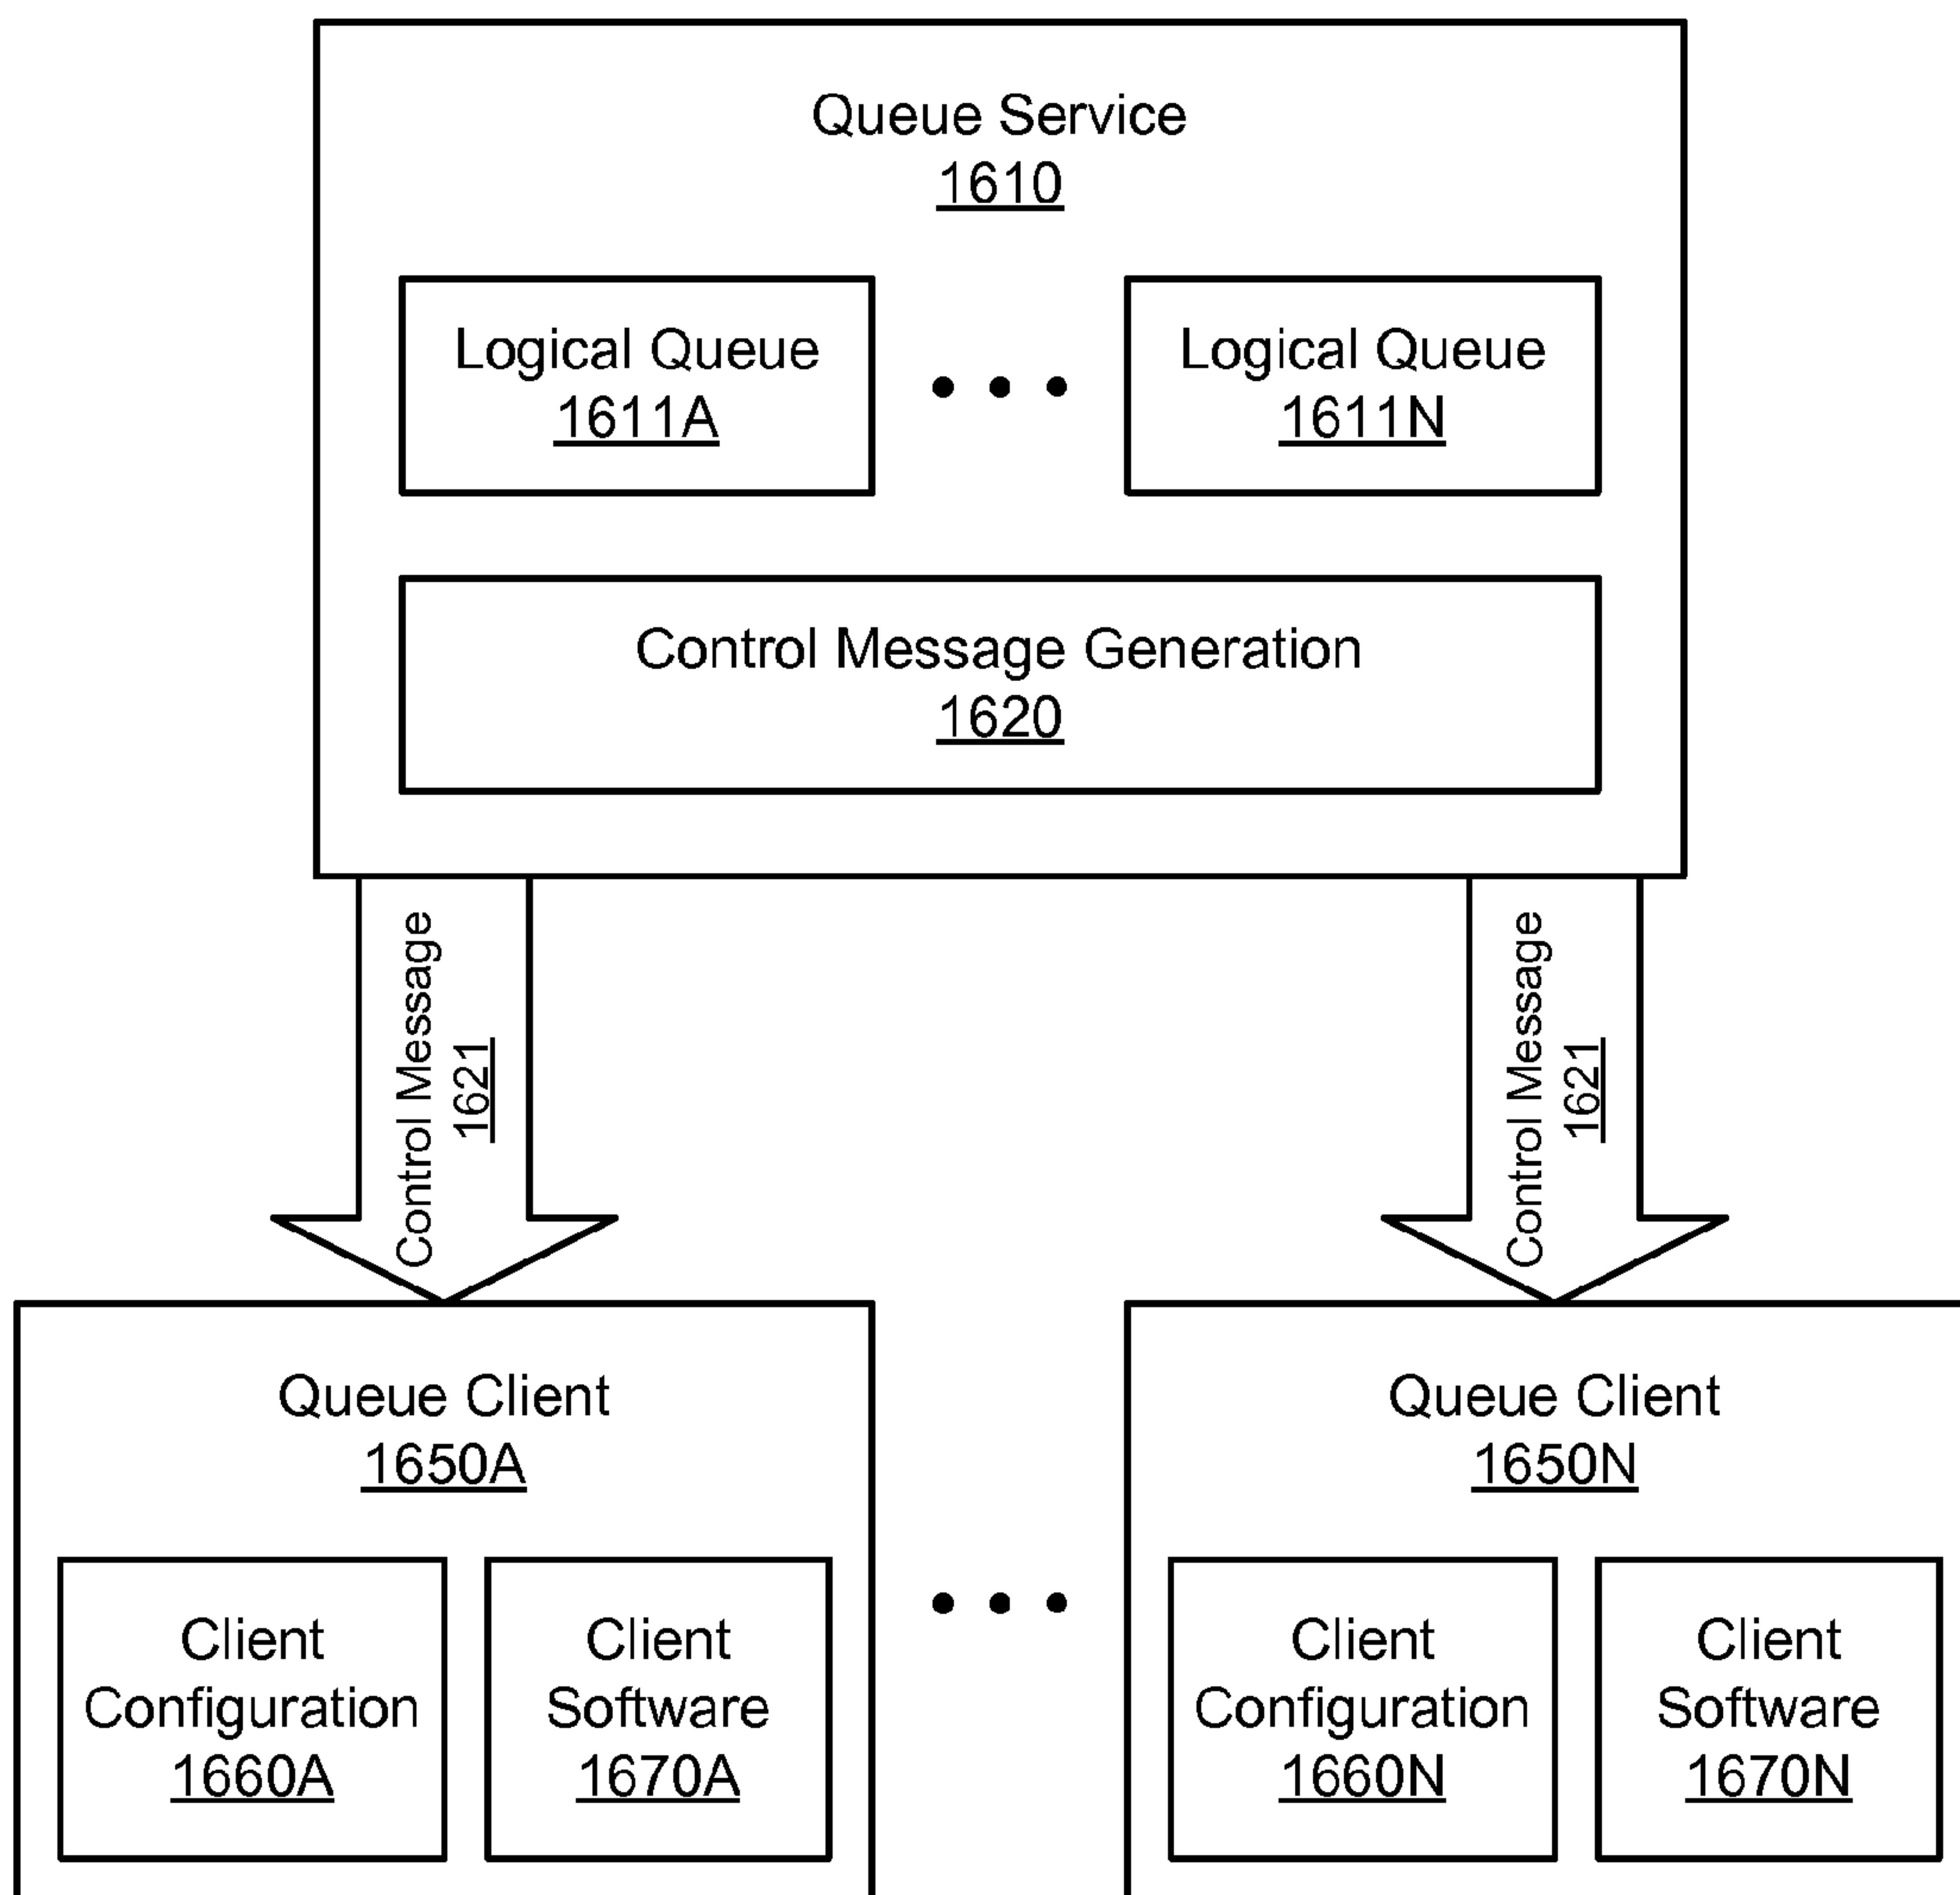 Queue Service
1610
Logical Queue
1611A
Logical Queue
1611N
Control Message Generation
1620
Control Message
1621
Control Message
1621
Queue Client
1650A
Client
Configuration
1660A
Client
Software
1670A
Queue Client
1650N
Client
Configuration
1660N
Client
Software
1670N